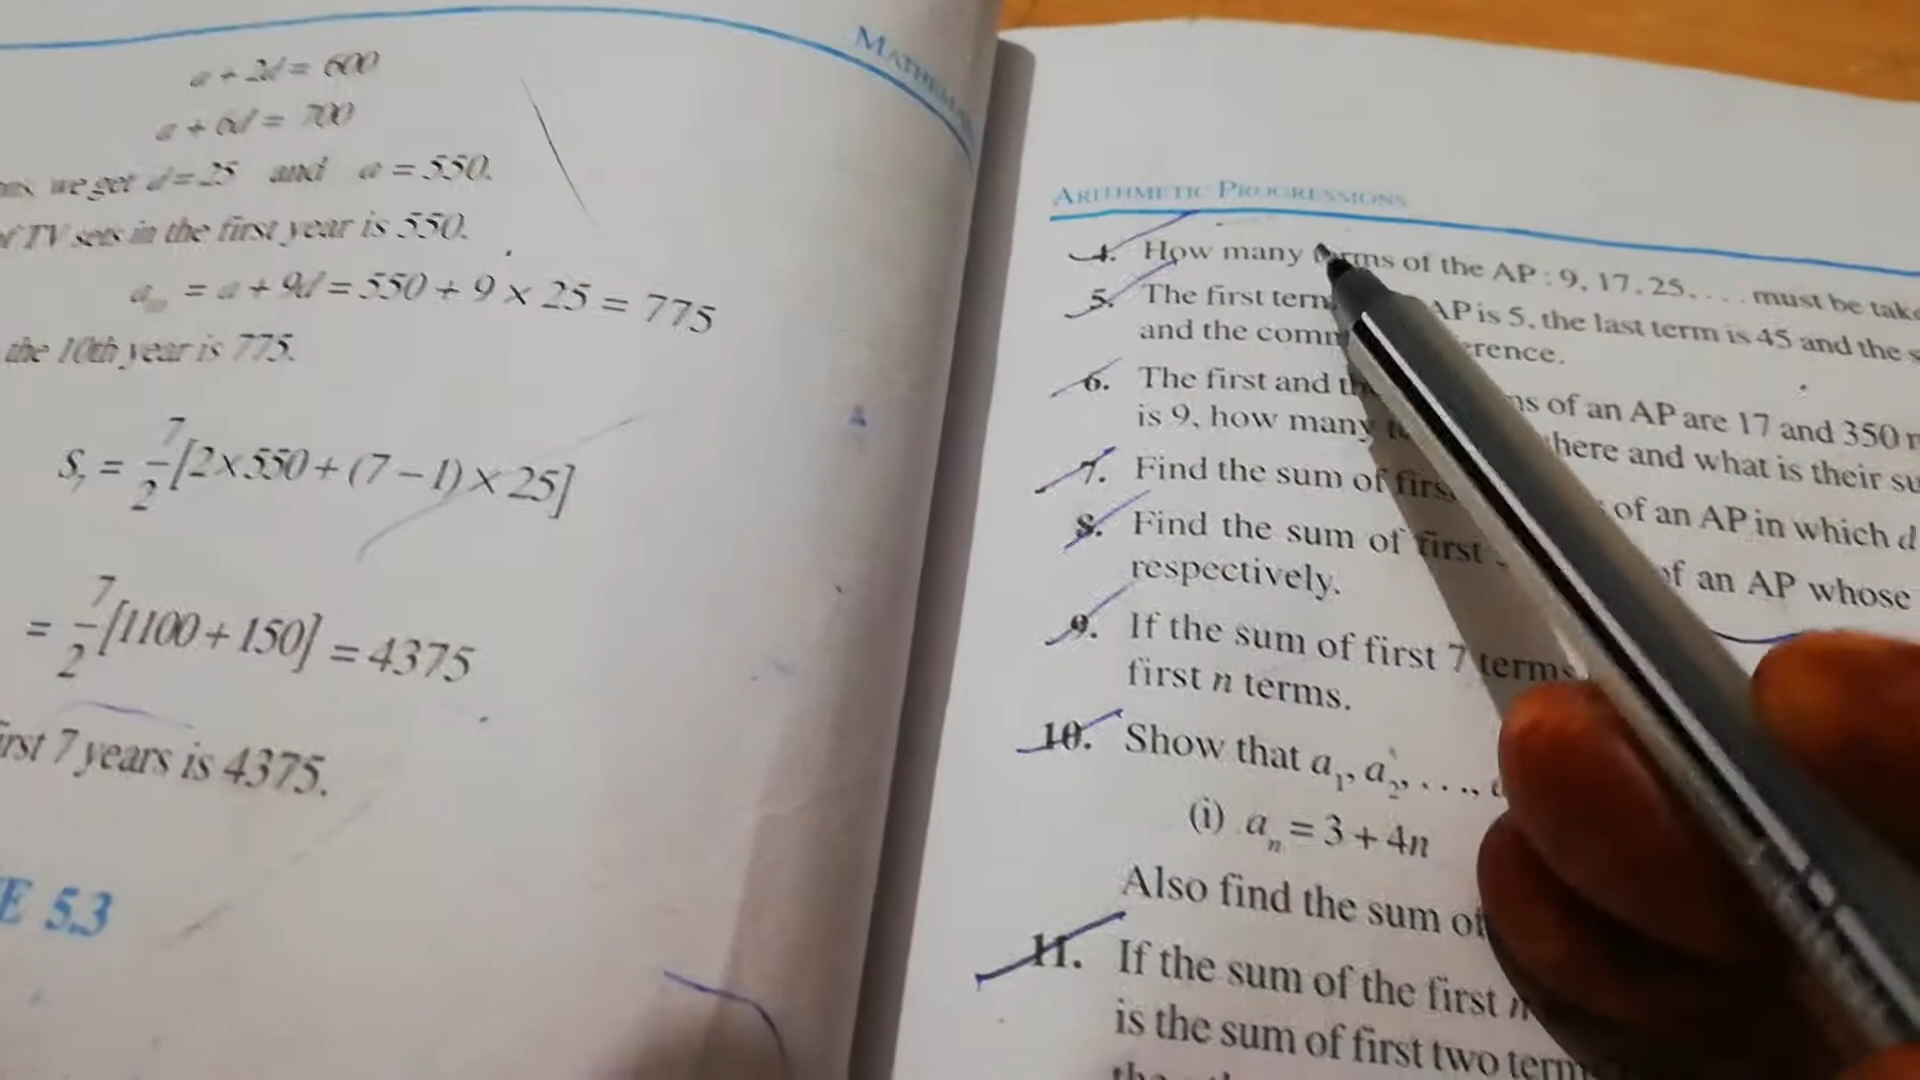 MATHEMA
a + 2d = 600
a + 6d = 700
we get d = 25 and a = 550.
of TV sets in the first year is 550.
= a + 9d = 550 + 9 × 25 = 775
the 10th year is 775.
S₇ = 7/2 [2 × 550 + (7 – 1) × 25]
= 7/2 [1100 + 150] = 4375
irst 7 years is 4375.
E 5.3
ARITHMETIC PROGRESSIONS
4. How many terms of the AP : 9, 17, 25, . . . must be take
5. The first term AP is 5, the last term is 45 and the s
and the comm rence.
6. The first and ns of an AP are 17 and 350 r
is 9, how many here and what is their su
7. Find the sum of firs of an AP in which d
8. Find the sum of first of an AP whose
respectively.
9. If the sum of first 7 terms
first n terms.
10. Show that a₁, a₂, . . .,
(i) aₙ = 3 + 4n
Also find the sum of
11. If the sum of the first n
is the sum of first two term